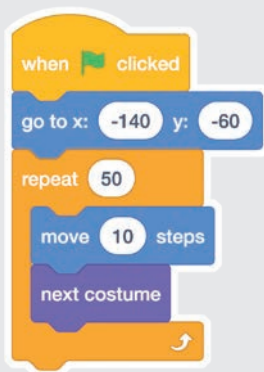 when clicked
go to x: -140 y: -60
repeat 50
move 10 steps
next costume